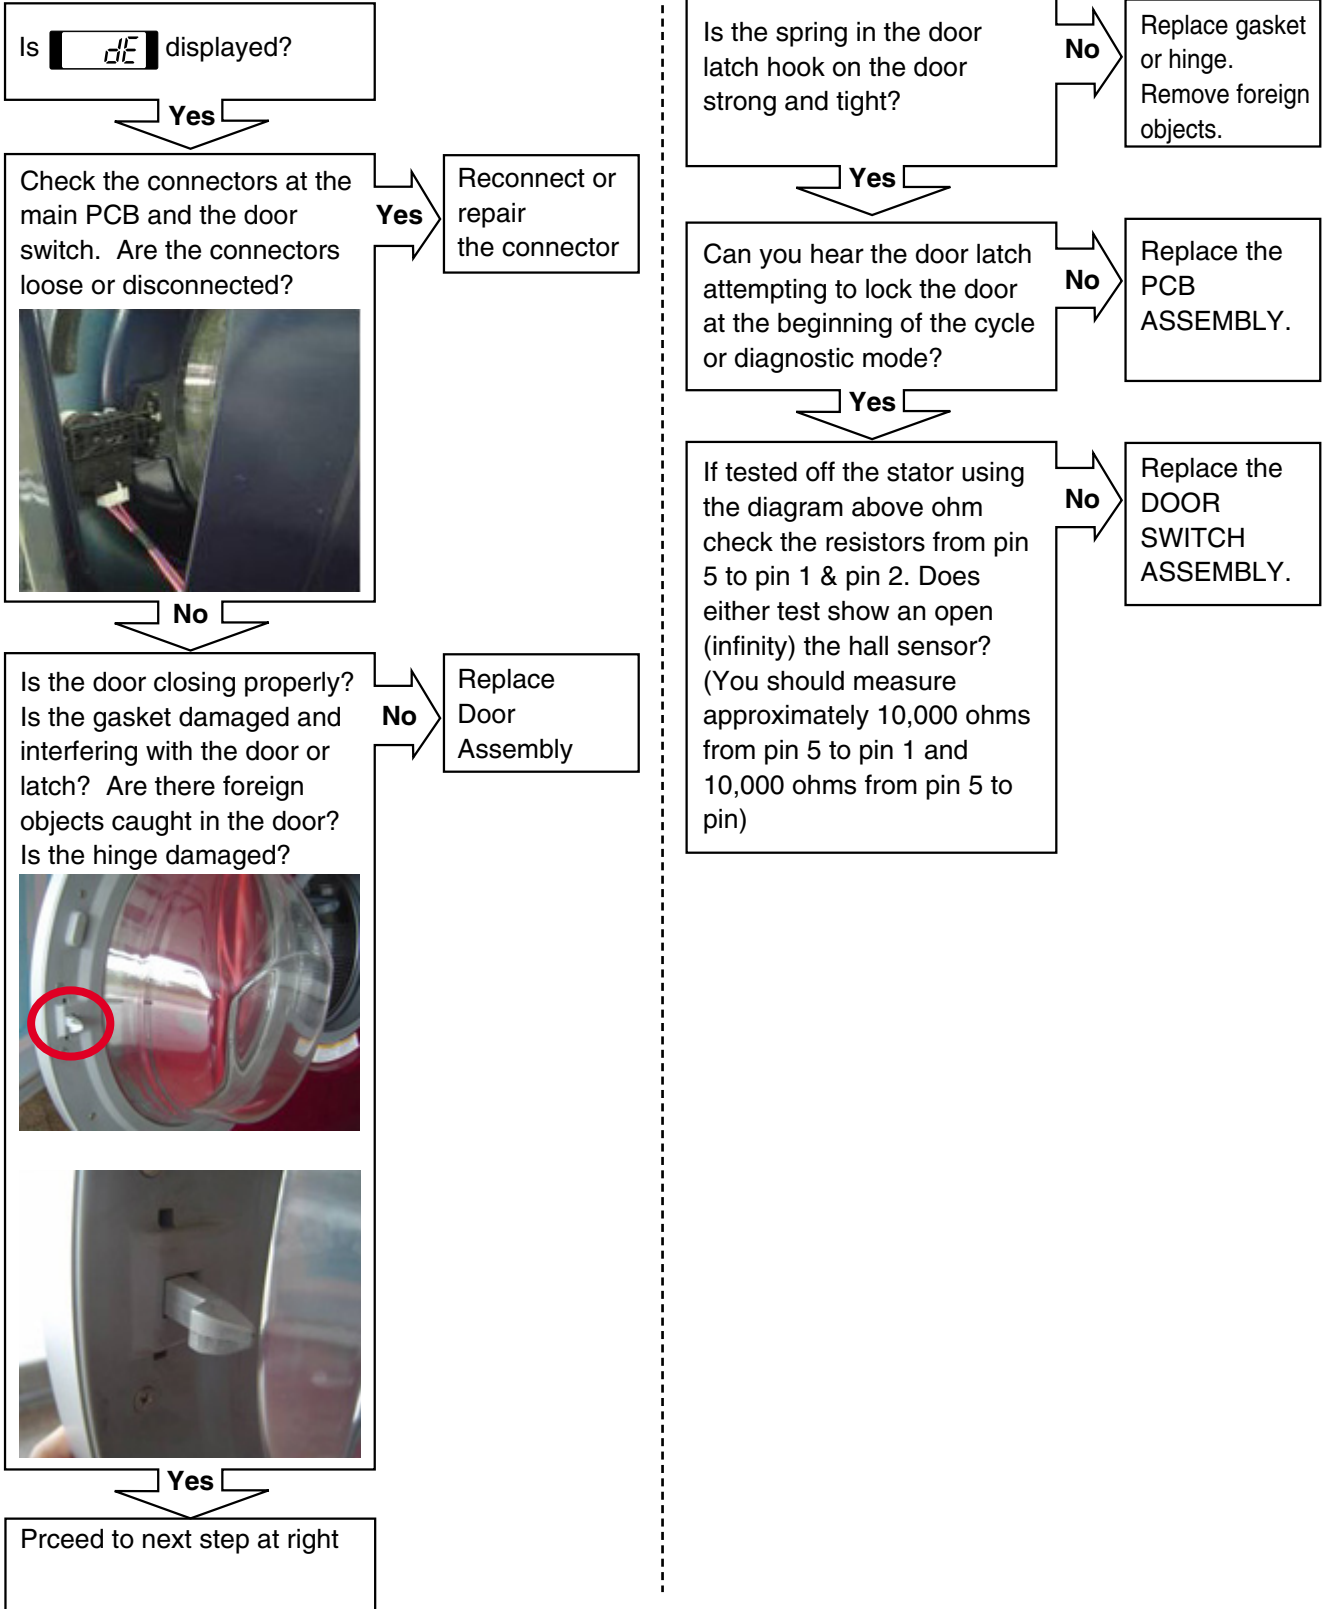 Is dE displayed?
Yes
Check the connectors at the
main PCB and the door
switch. Are the connectors
loose or disconnected?
Yes
Reconnect or
repair
the connector
No
Is the door closing properly?
Is the gasket damaged and
interfering with the door or
latch? Are there foreign
objects caught in the door?
Is the hinge damaged?
No
Replace
Door
Assembly
Yes
Prceed to next step at right
Is the spring in the door
latch hook on the door
strong and tight?
No
Replace gasket
or hinge.
Remove foreign
objects.
Yes
Can you hear the door latch
attempting to lock the door
at the beginning of the cycle
or diagnostic mode?
No
Replace the
PCB
ASSEMBLY.
Yes
If tested off the stator using
the diagram above ohm
check the resistors from pin
5 to pin 1 & pin 2. Does
either test show an open
(infinity) the hall sensor?
(You should measure
approximately 10,000 ohms
from pin 5 to pin 1 and
10,000 ohms from pin 5 to
pin)
No
Replace the
DOOR
SWITCH
ASSEMBLY.